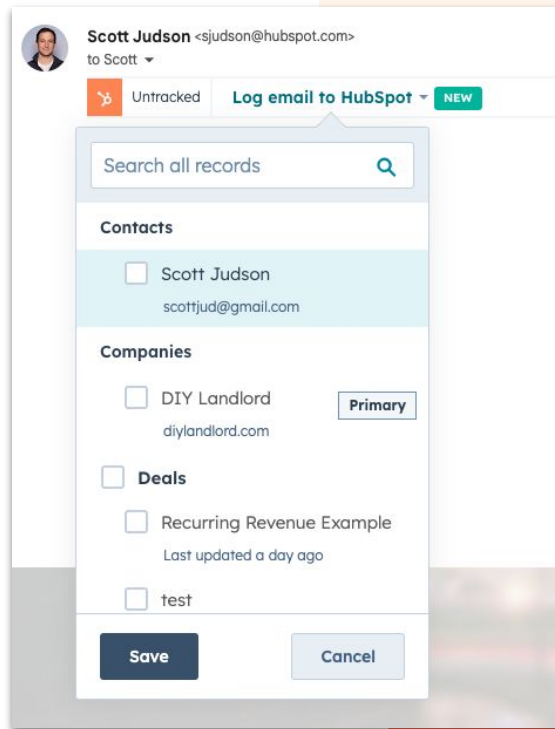 Scott Judson <sjudson@hubspot.com>
to Scott
Untracked Log email to HubSpot NEW
Search all records
Contacts
Scott Judson
scottjud@gmail.com
Companies
DIY Landlord Primary
diylandlord.com
Deals
Recurring Revenue Example
Last updated a day ago
test
Save Cancel